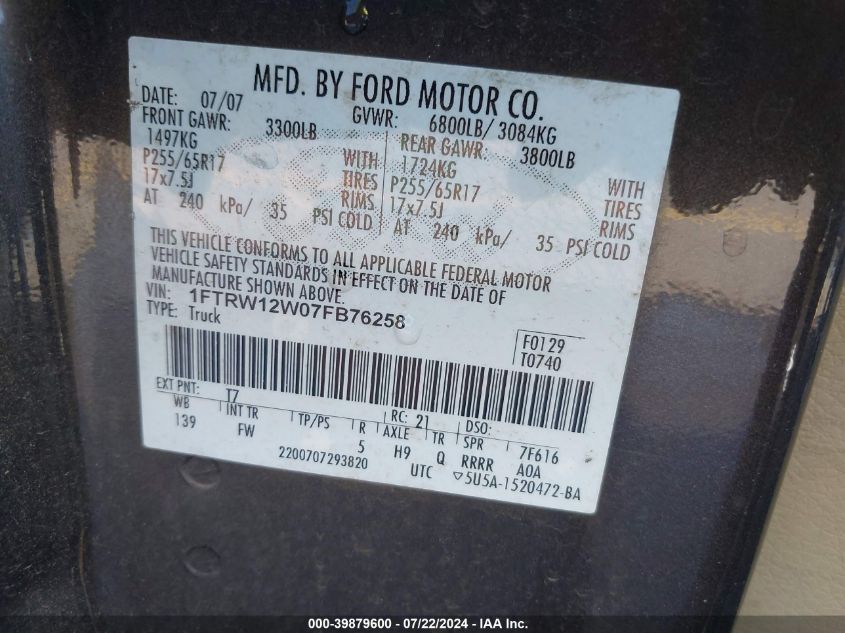 MFD. BY FORD MOTOR CO.
DATE: 07/07 GVWR: 6800LB/ 3084KG
FRONT GAWR: 3300LB REAR GAWR: 3800LB
1497KG WITH 1724KG WITH
P255/65R17 TIRES P255/65R17 TIRES
17x7.5J RIMS 17x7.5J RIMS
AT 240 kPa/ 35 PSI COLD AT 240 kPa/ 35 PSI COLD
THIS VEHICLE CONFORMS TO ALL APPLICABLE FEDERAL MOTOR
VEHICLE SAFETY STANDARDS IN EFFECT ON THE DATE OF
MANUFACTURE SHOWN ABOVE.
VIN: 1FTRW12W07FB76258
TYPE: Truck
F0129
T0740
EXT PNT: T7 RC: 21 DSO:
WB INT TR TP/PS R AXLE TR SPR 7F616
139 FW 5 H9 Q RRRR A0A
2200707293820 UTC ▽5U5A-1520472-BA
000-39879600 - 07/22/2024 - IAA Inc.